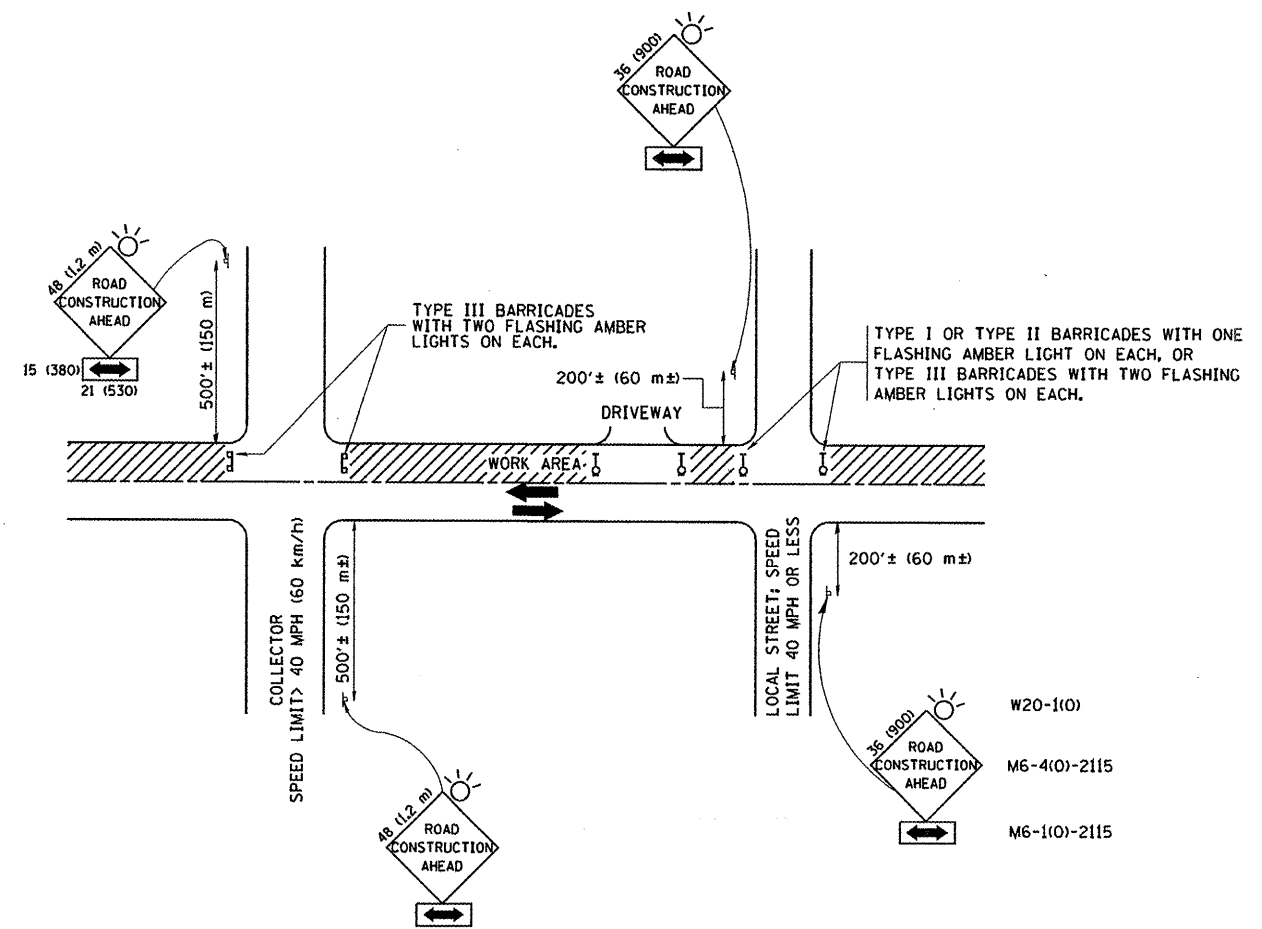 36 (900)
ROAD
CONSTRUCTION
AHEAD
48 (1.2 m)
ROAD
CONSTRUCTION
AHEAD
15 (380)
21 (530)
500'± (150 m)
TYPE III BARRICADES
WITH TWO FLASHING AMBER
LIGHTS ON EACH.
200'± (60 m±)
DRIVEWAY
TYPE I OR TYPE II BARRICADES WITH ONE
FLASHING AMBER LIGHT ON EACH, OR
TYPE III BARRICADES WITH TWO FLASHING
AMBER LIGHTS ON EACH.
WORK AREA
COLLECTOR
SPEED LIMIT> 40 MPH (60 km/h)
500'± (150 m±)
LOCAL STREET; SPEED
LIMIT 40 MPH OR LESS
200'± (60 m±)
48 (1.2 m)
ROAD
CONSTRUCTION
AHEAD
36 (900)
ROAD
CONSTRUCTION
AHEAD
W20-1(O)
M6-4(O)-2115
M6-1(O)-2115